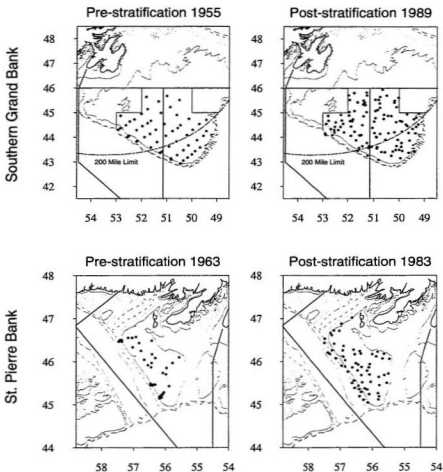 Pre-stratification 1955
Post-stratification 1989
Southern Grand Bank
48
47
46
45
44
43
42
200 Mile Limit
54 53 52 51 50 49
48
47
46
45
44
43
42
200 Mile Limit
54 53 52 51 50 49
Pre-stratification 1963
Post-stratification 1983
St. Pierre Bank
48
47
46
45
44
58 57 56 55 54
48
47
46
45
44
58 57 56 55 54